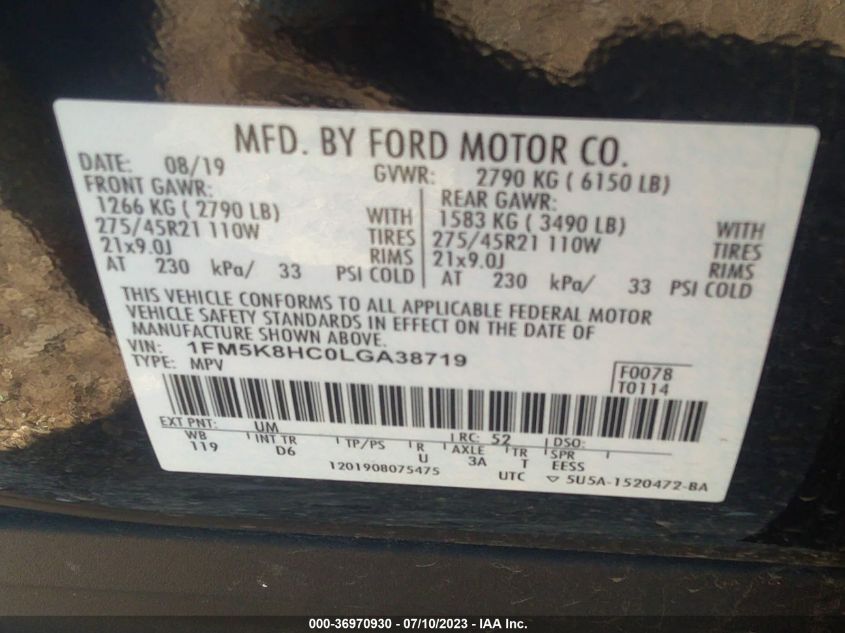 MFD. BY FORD MOTOR CO.
DATE: 08/19 GVWR: 2790 KG ( 6150 LB)
FRONT GAWR: REAR GAWR:
1266 KG ( 2790 LB) WITH 1583 KG ( 3490 LB) WITH
275/45R21 110W TIRES 275/45R21 110W TIRES
21x9.0J RIMS 21x9.0J RIMS
AT 230 kPa/ 33 PSI COLD AT 230 kPa/ 33 PSI COLD
THIS VEHICLE CONFORMS TO ALL APPLICABLE FEDERAL MOTOR
VEHICLE SAFETY STANDARDS IN EFFECT ON THE DATE OF
MANUFACTURE SHOWN ABOVE.
VIN: 1FM5K8HC0LGA38719
TYPE: MPV F0078
T0114
EXT PNT: UM RC: 52 DSO:
WB INT TR TP/PS R AXLE TR SPR
119 D6 U 3A T EESS
1201908075475 UTC ▽ 5U5A-1520472-BA
000-36970930 - 07/10/2023 - IAA Inc.